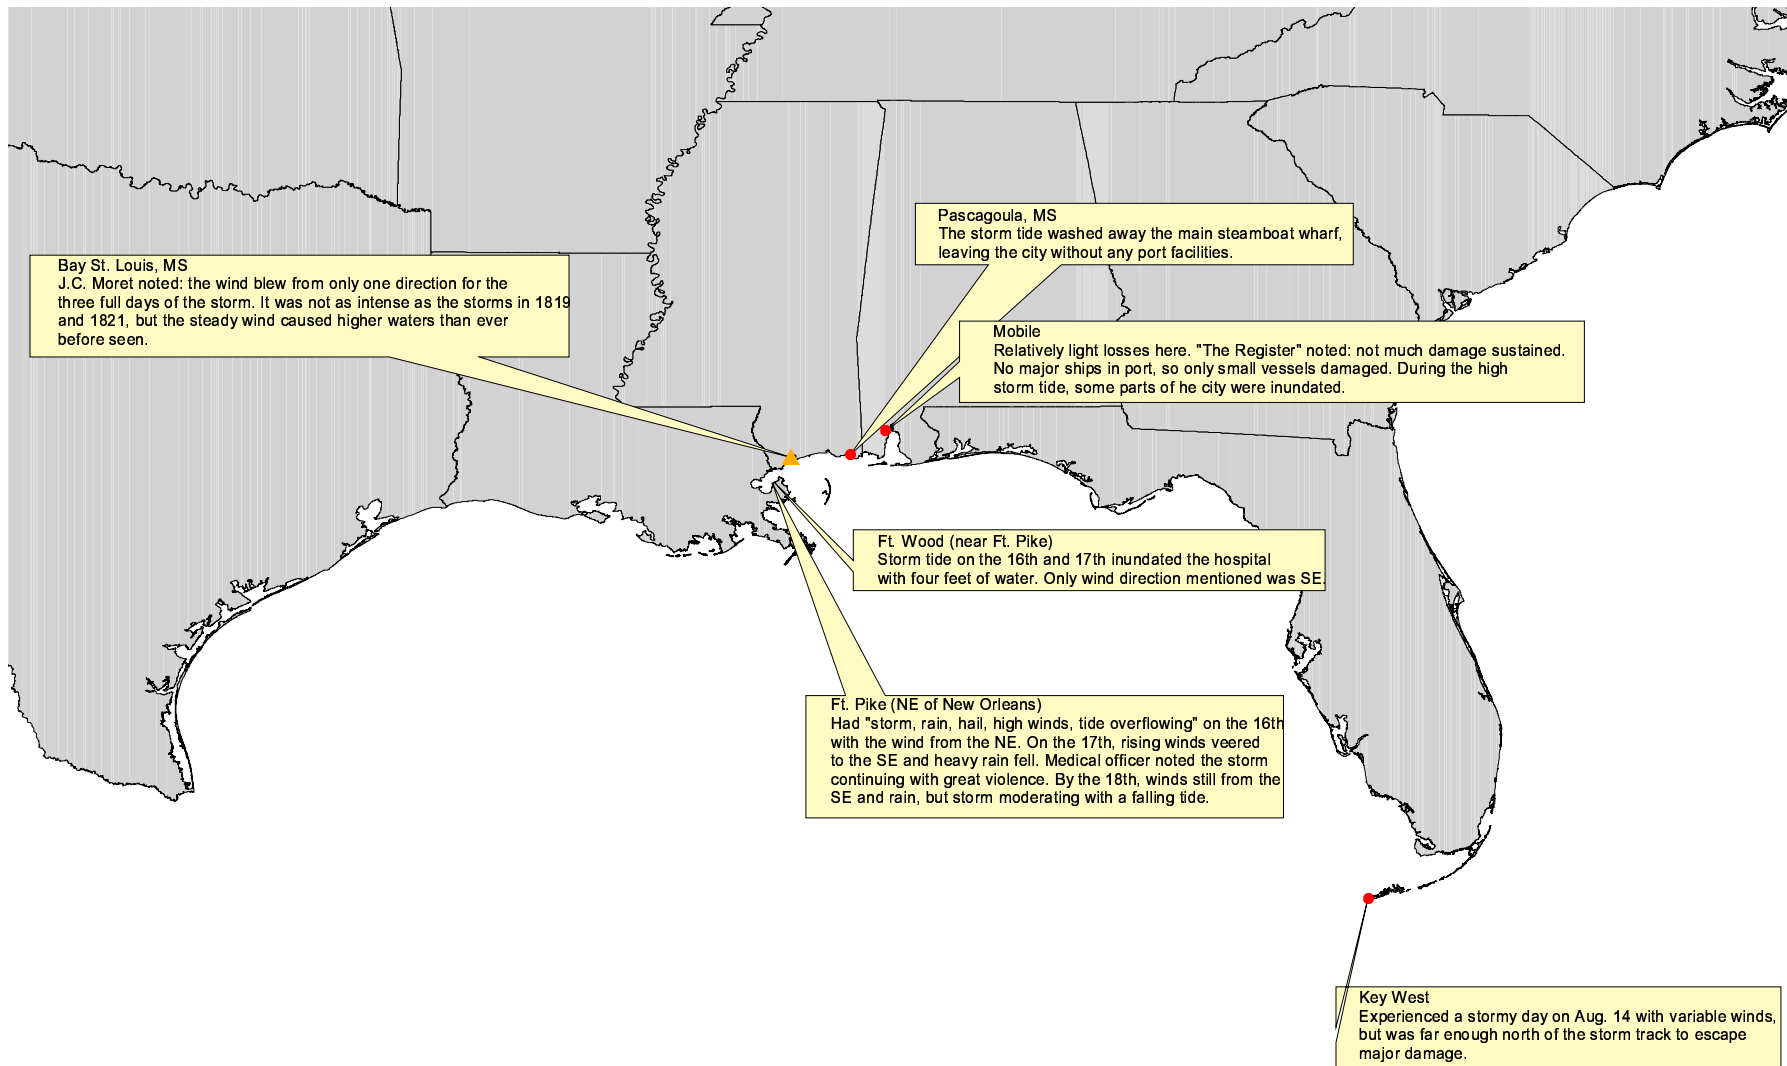 Pascagoula, MS
The storm tide washed away the main steamboat wharf,
leaving the city without any port facilities.
Bay St. Louis, MS
J.C. Moret noted: the wind blew from only one direction for the
three full days of the storm. It was not as intense as the storms in 1819
and 1821, but the steady wind caused higher waters than ever
before seen.
Mobile
Relatively light losses here. "The Register" noted: not much damage sustained.
No major ships in port, so only small vessels damaged. During the high
storm tide, some parts of he city were inundated.
Ft. Wood (near Ft. Pike)
Storm tide on the 16th and 17th inundated the hospital
with four feet of water. Only wind direction mentioned was SE.
Ft. Pike (NE of New Orleans)
Had "storm, rain, hail, high winds, tide overflowing" on the 16th
with the wind from the NE. On the 17th, rising winds veered
to the SE and heavy rain fell. Medical officer noted the storm
continuing with great violence. By the 18th, winds still from the
SE and rain, but storm moderating with a falling tide.
Key West
Experienced a stormy day on Aug. 14 with variable winds,
but was far enough north of the storm track to escape
major damage.